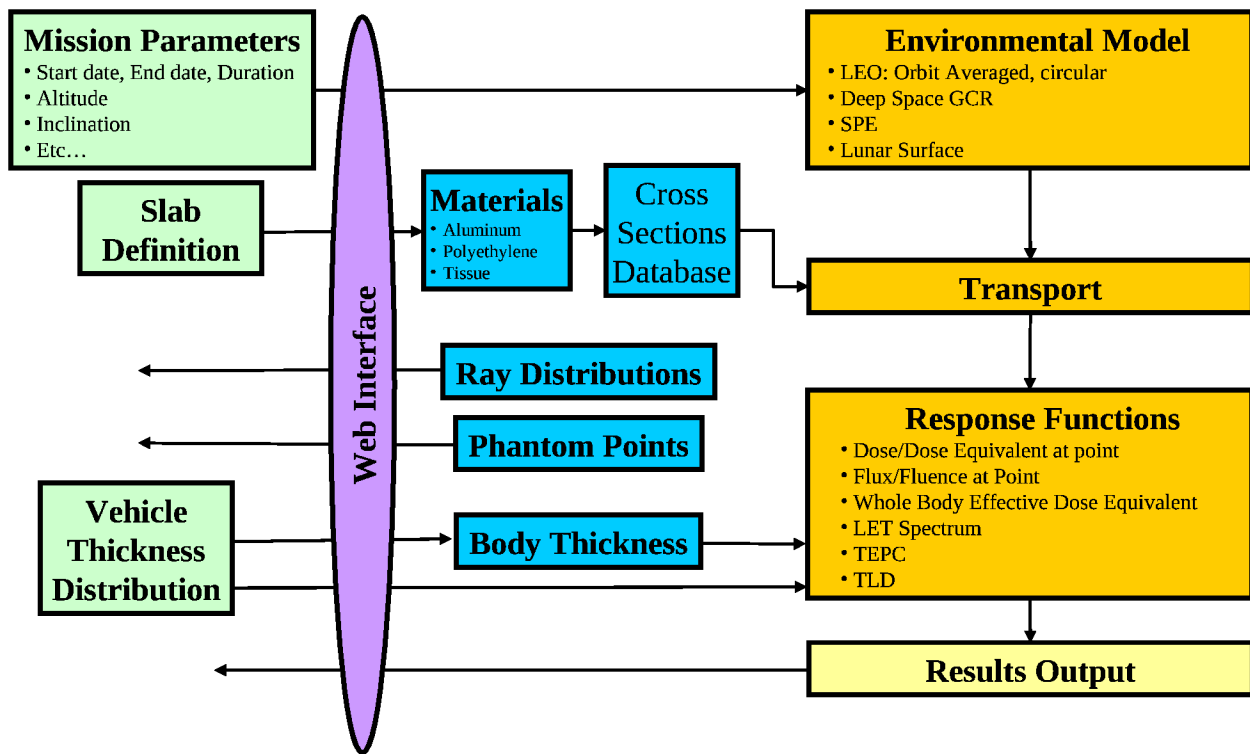 Mission Parameters
• Start date, End date, Duration
• Altitude
• Inclination
• Etc…
Environmental Model
• LEO: Orbit Averaged, circular
• Deep Space GCR
• SPE
• Lunar Surface
Slab
Definition
Materials
• Aluminum
• Polyethylene
• Tissue
Cross
Sections
Database
Transport
Web Interface
Ray Distributions
Phantom Points
Response Functions
• Dose/Dose Equivalent at point
• Flux/Fluence at Point
• Whole Body Effective Dose Equivalent
• LET Spectrum
• TEPC
• TLD
Vehicle
Thickness
Distribution
Body Thickness
Results Output